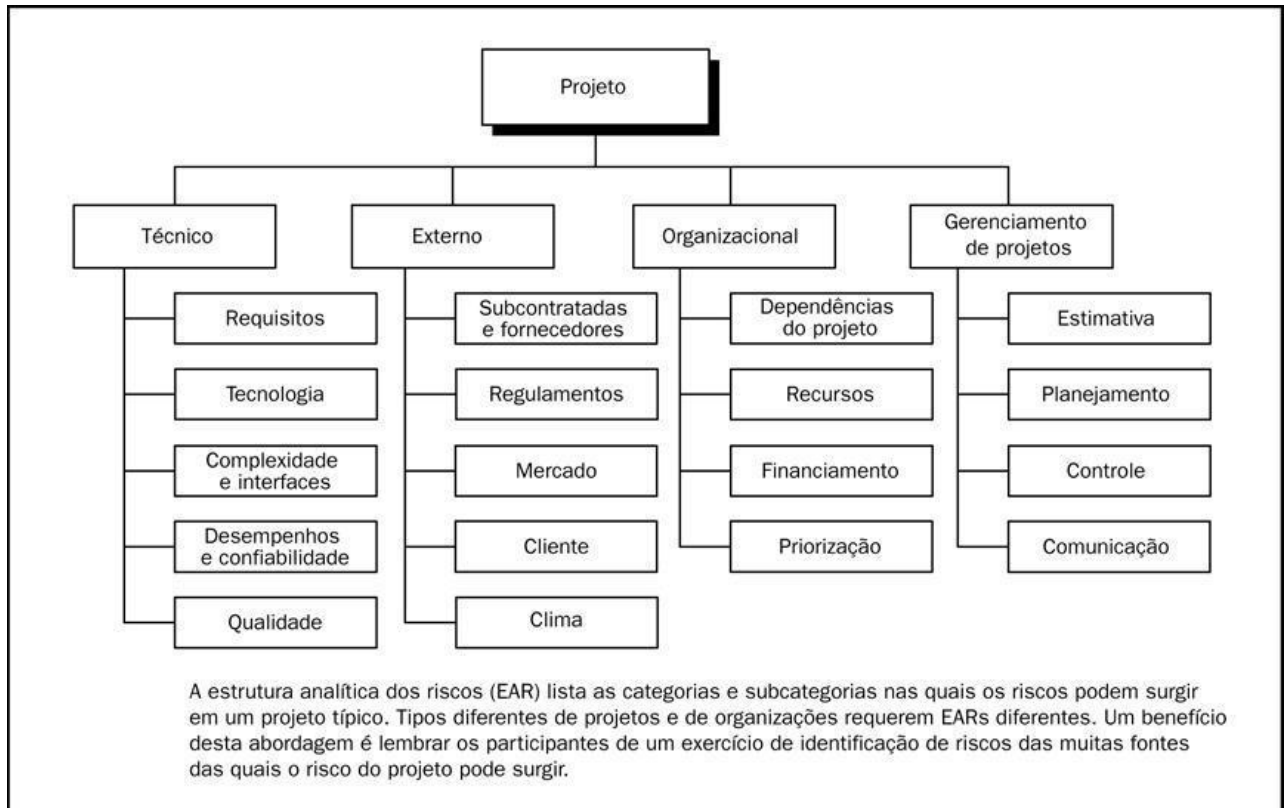 Projeto
Técnico
Externo
Organizacional
Gerenciamento
de projetos
Requisitos
Tecnologia
Complexidade
e interfaces
Desempenhos
e confiabilidade
Qualidade
Subcontratadas
e fornecedores
Regulamentos
Mercado
Cliente
Clima
Dependências
do projeto
Recursos
Financiamento
Priorização
Estimativa
Planejamento
Controle
Comunicação
A estrutura analítica dos riscos (EAR) lista as categorias e subcategorias nas quais os riscos podem surgir
em um projeto típico. Tipos diferentes de projetos e de organizações requerem EARs diferentes. Um benefício
desta abordagem é lembrar os participantes de um exercício de identificação de riscos das muitas fontes
das quais o risco do projeto pode surgir.